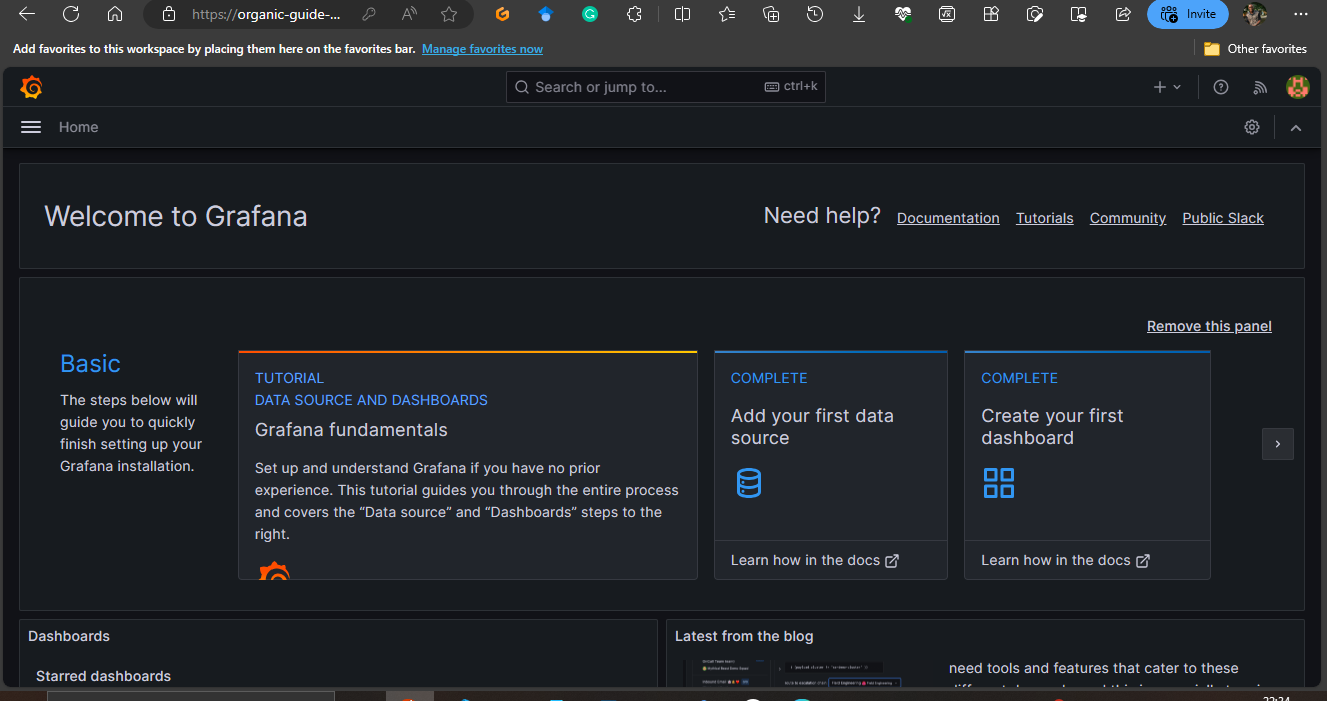 https://organic-guide-...
Invite
Add favorites to this workspace by placing them here on the favorites bar. Manage favorites now
Other favorites
Search or jump to...
ctrl+k
Home
Welcome to Grafana
Need help?
Documentation
Tutorials
Community
Public Slack
Remove this panel
Basic
The steps below will
guide you to quickly
finish setting up your
Grafana installation.
TUTORIAL
DATA SOURCE AND DASHBOARDS
Grafana fundamentals
Set up and understand Grafana if you have no prior
experience. This tutorial guides you through the entire process
and covers the “Data source” and “Dashboards” steps to the
right.
COMPLETE
Add your first data
source
Learn how in the docs
COMPLETE
Create your first
dashboard
Learn how in the docs
Dashboards
Starred dashboards
Latest from the blog
need tools and features that cater to these